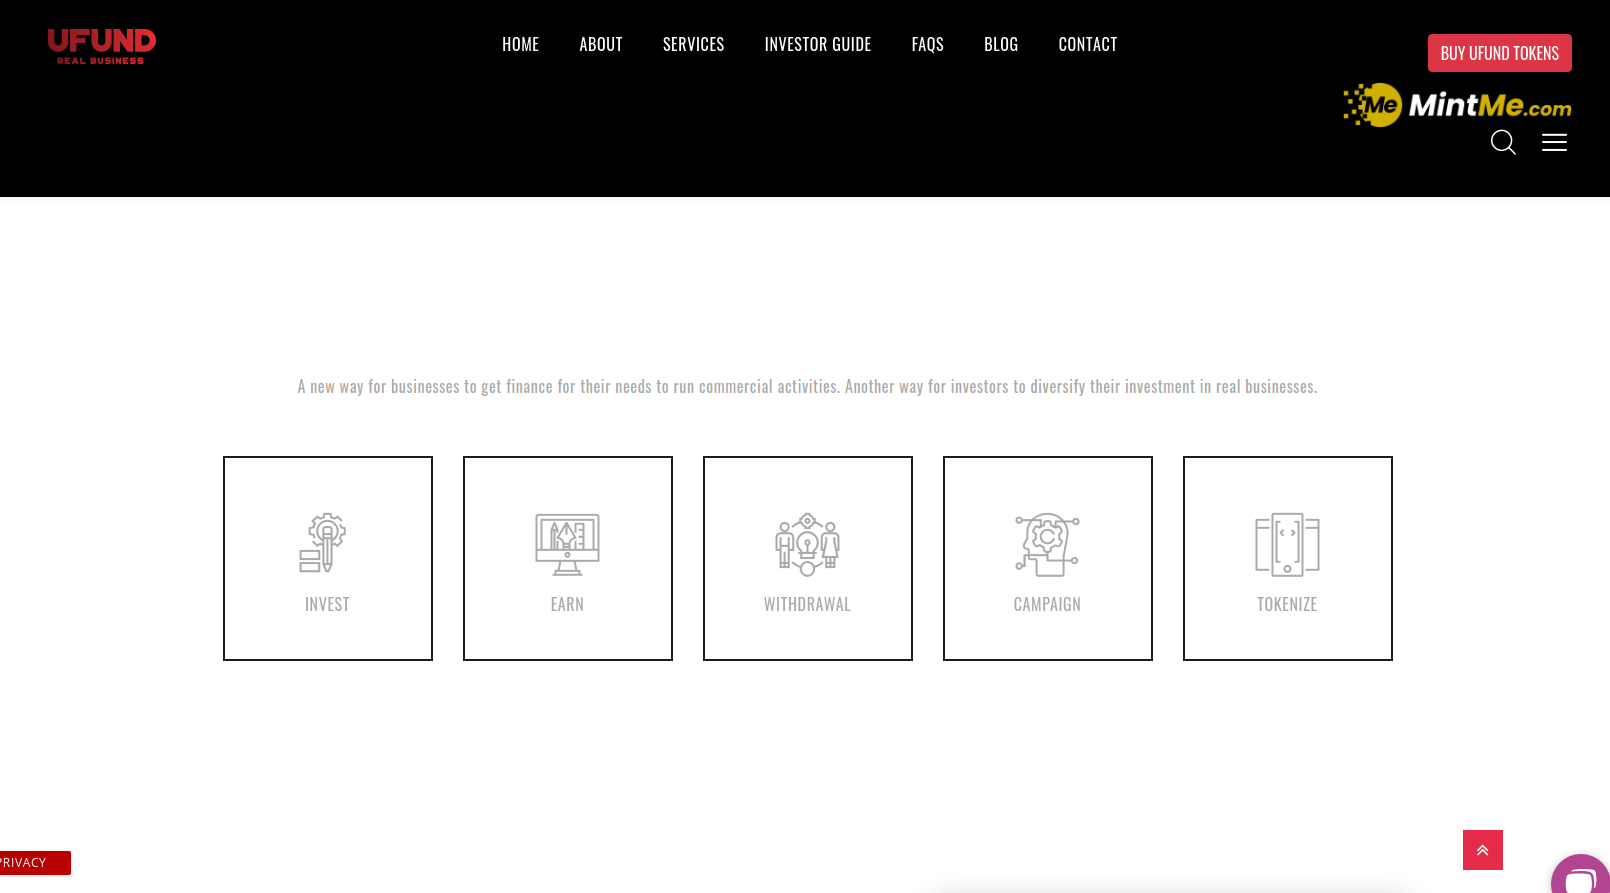 UFUND
REAL BUSINESS
HOME ABOUT SERVICES INVESTOR GUIDE FAQS BLOG CONTACT
BUY UFUND TOKENS
Me MintMe.com
A new way for businesses to get finance for their needs to run commercial activities. Another way for investors to diversify their investment in real businesses.
INVEST EARN WITHDRAWAL CAMPAIGN TOKENIZE
PRIVACY